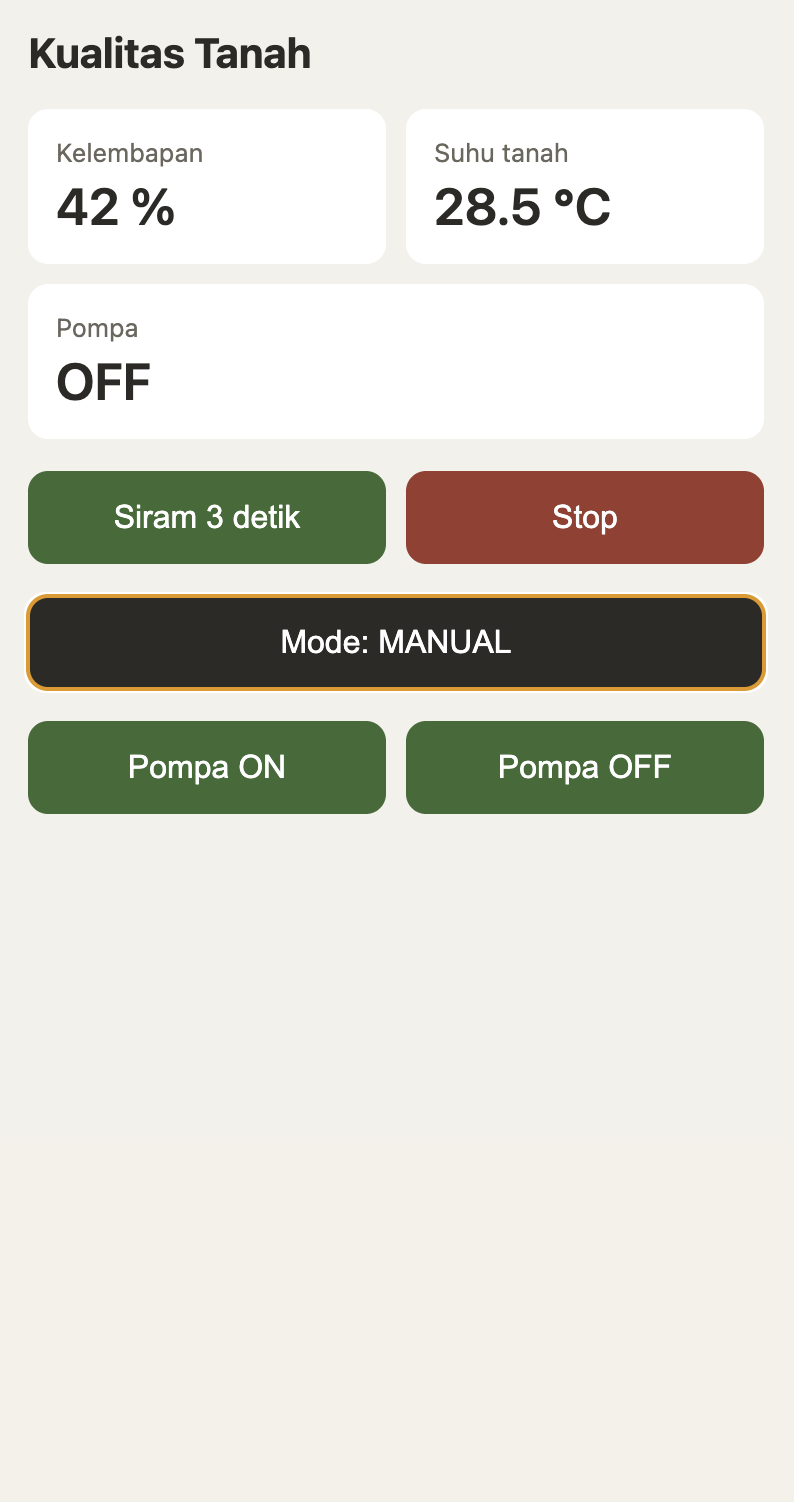 Kualitas Tanah
Kelembapan
42 %
Suhu tanah
28.5 °C
Pompa
OFF
Siram 3 detik
Stop
Mode: MANUAL
Pompa ON
Pompa OFF